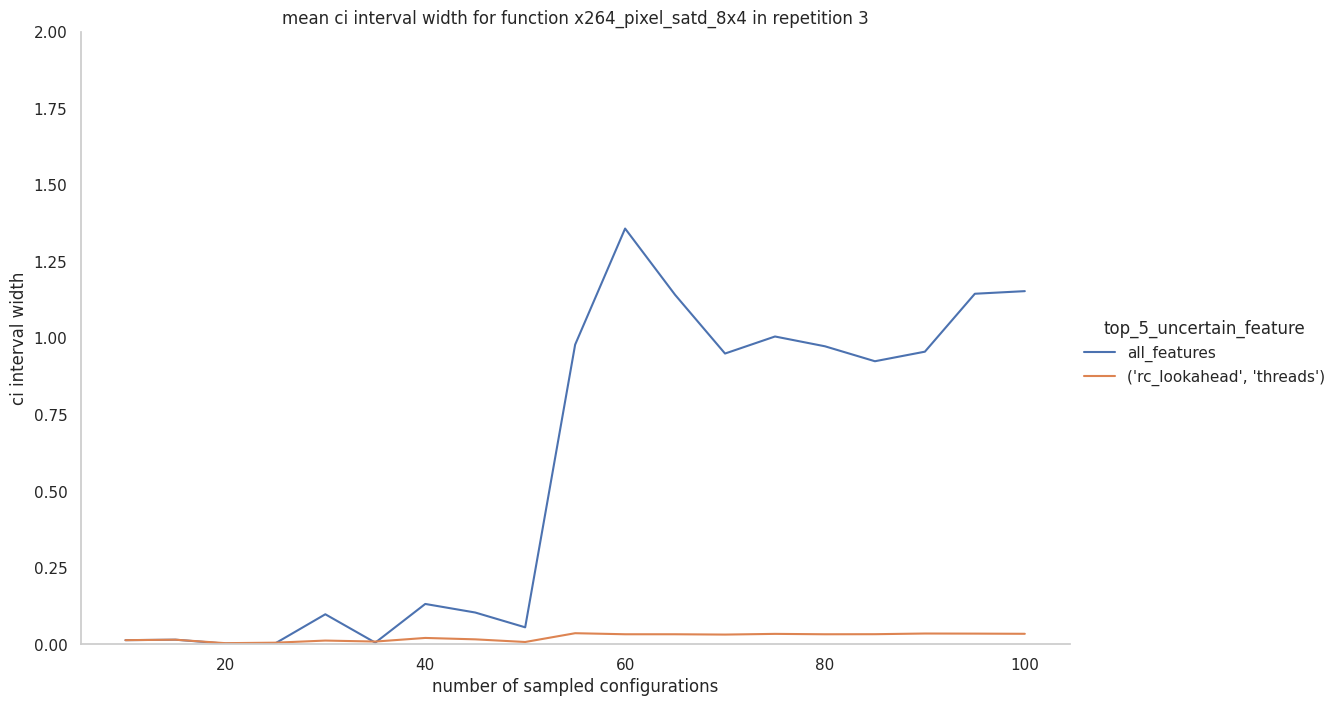 mean ci interval width for function x264_pixel_satd_8x4 in repetition 3
2.00
1.75
1.50
1.25
1.00
0.75
0.50
0.25
0.00
ci interval width
20
40
60
80
100
number of sampled configurations
top_5_uncertain_feature
all_features
('rc_lookahead', 'threads')